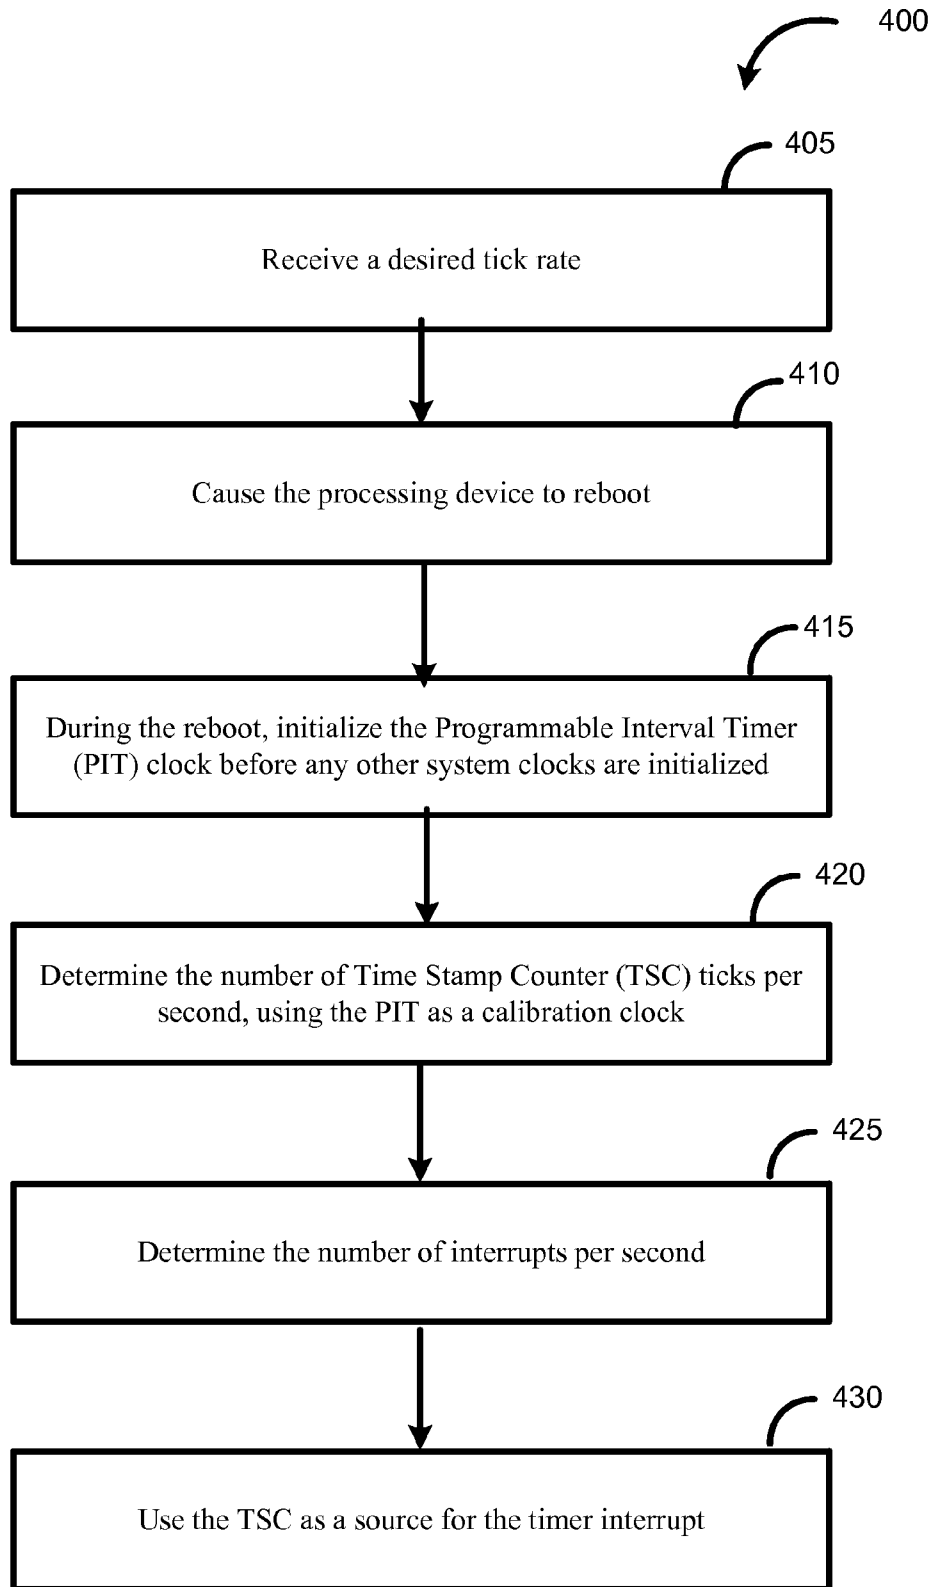 400
405
Receive a desired tick rate
410
Cause the processing device to reboot
415
During the reboot, initialize the Programmable Interval Timer
(PIT) clock before any other system clocks are initialized
420
Determine the number of Time Stamp Counter (TSC) ticks per
second, using the PIT as a calibration clock
425
Determine the number of interrupts per second
430
Use the TSC as a source for the timer interrupt